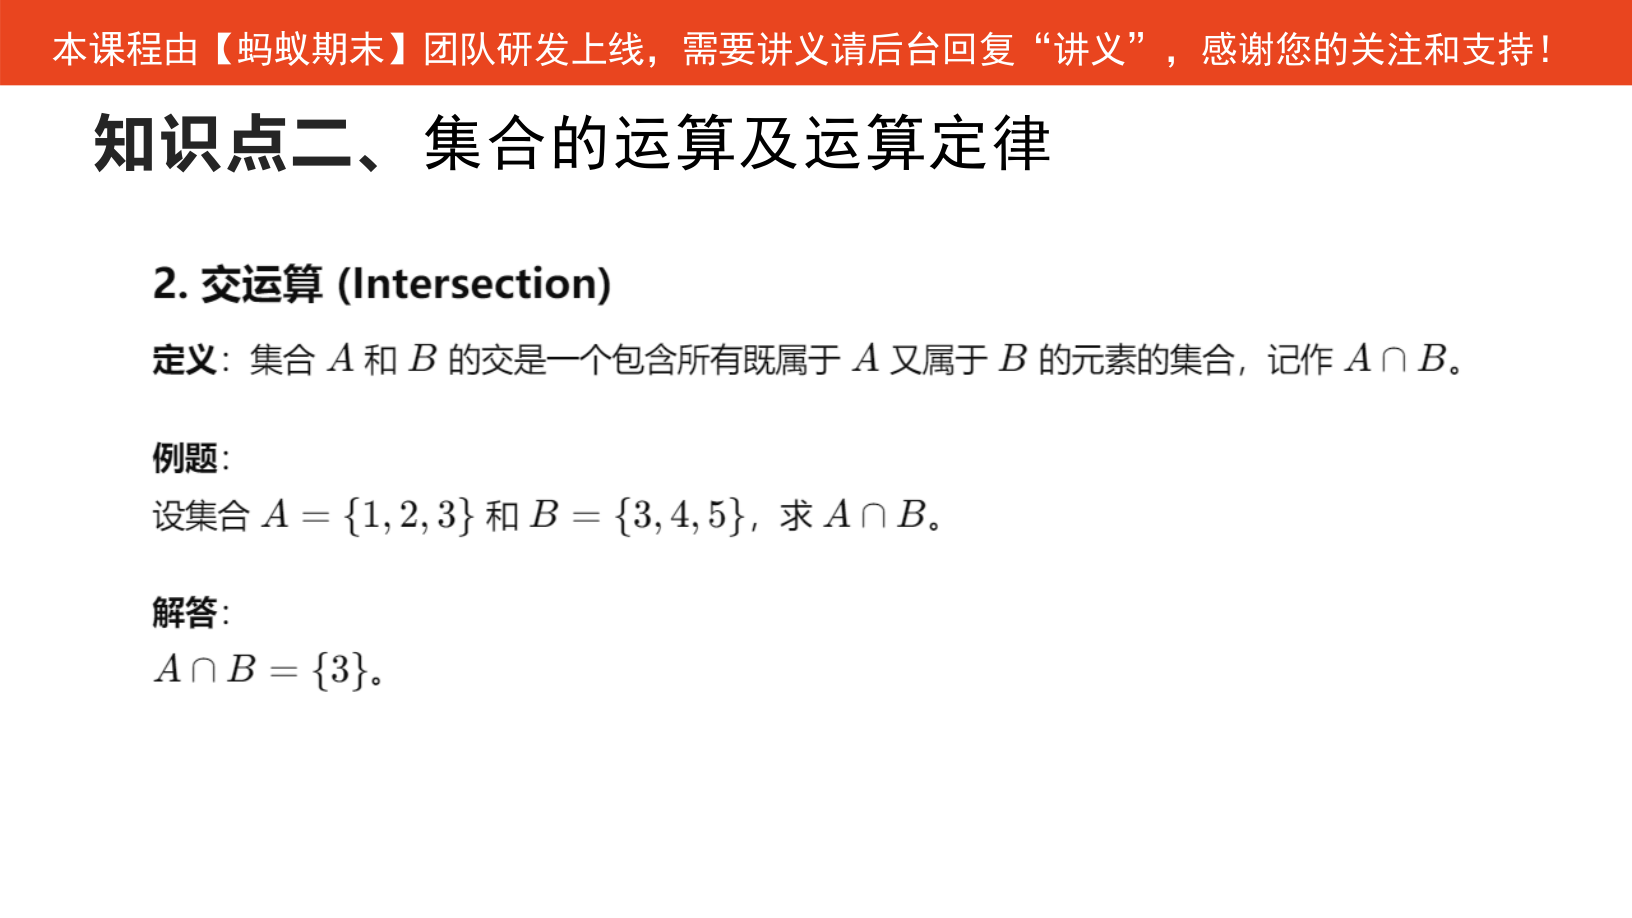 本课程由【蚂蚁期末】团队研发上线，需要讲义请后台回复“讲义”，感谢您的关注和支持！
知识点二、集合的运算及运算定律
2. 交运算 (Intersection)
定义：集合 A 和 B 的交是一个包含所有既属于 A 又属于 B 的元素的集合，记作 A ∩ B。
例题：
设集合 A = {1, 2, 3} 和 B = {3, 4, 5}，求 A ∩ B。
解答：
A ∩ B = {3}。